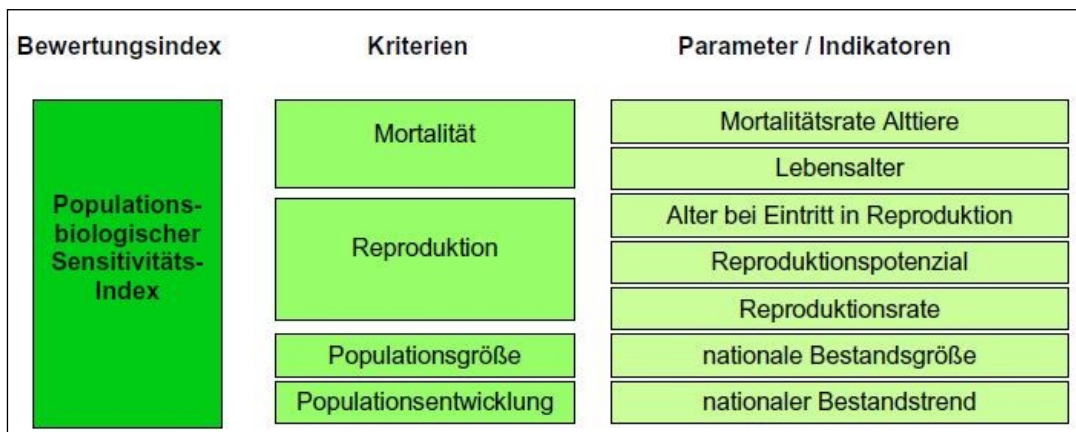 Bewertungsindex
Kriterien
Parameter / Indikatoren
Populations-
biologischer
Sensitivitäts-
Index
Mortalität
Mortalitätsrate Alttiere
Lebensalter
Reproduktion
Alter bei Eintritt in Reproduktion
Reproduktionspotenzial
Reproduktionsrate
Populationsgröße
nationale Bestandsgröße
Populationsentwicklung
nationaler Bestandstrend